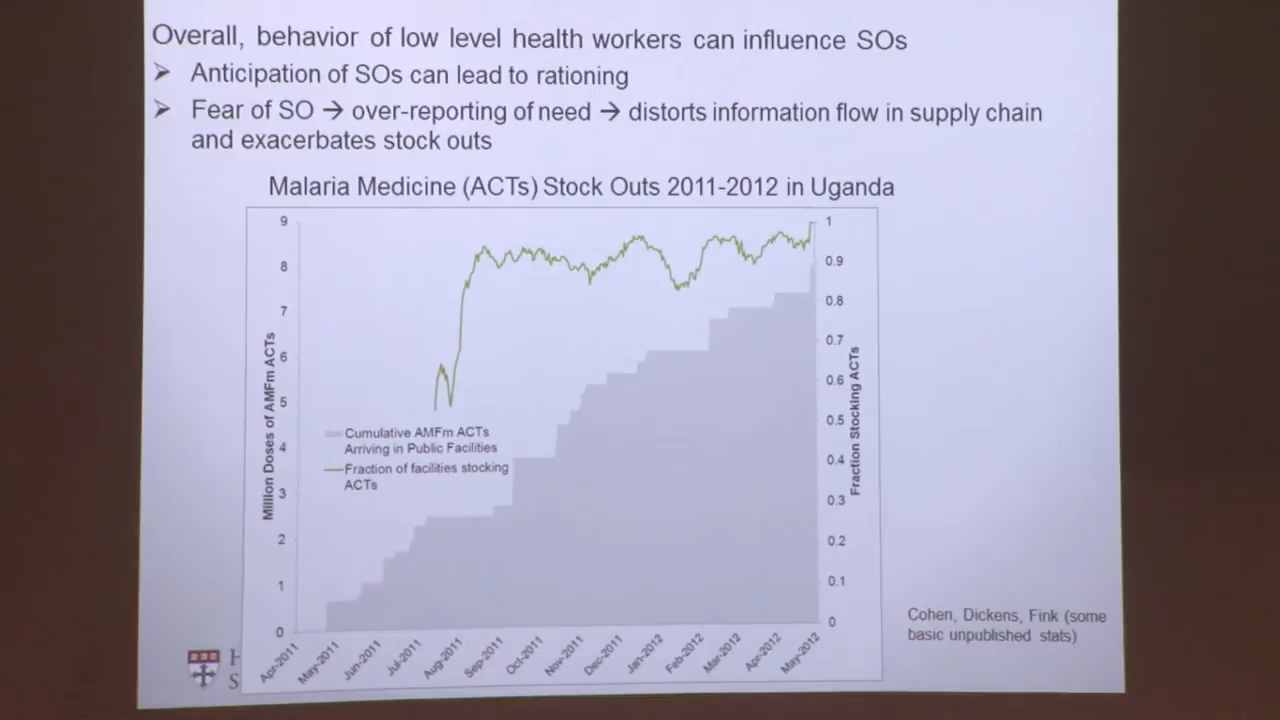 Overall, behavior of low level health workers can influence SOs
➢ Anticipation of SOs can lead to rationing
➢ Fear of SO → over-reporting of need → distorts information flow in supply chain
and exacerbates stock outs
Malaria Medicine (ACTs) Stock Outs 2011-2012 in Uganda
9
8
7
6
5
4
3
2
1
0
Million Doses of AMFm ACTs
1
0.9
0.8
0.7
0.6
0.5
0.4
0.3
0.2
0.1
0
Fraction Stocking ACTs
Cumulative AMFm ACTs
Arriving in Public Facilities
Fraction of facilities stocking
ACTs
Apr-2011
May-2011
Jun-2011
Jul-2011
Aug-2011
Sep-2011
Oct-2011
Nov-2011
Dec-2011
Jan-2012
Feb-2012
Mar-2012
Apr-2012
May-2012
Cohen, Dickens, Fink (some
basic unpublished stats)